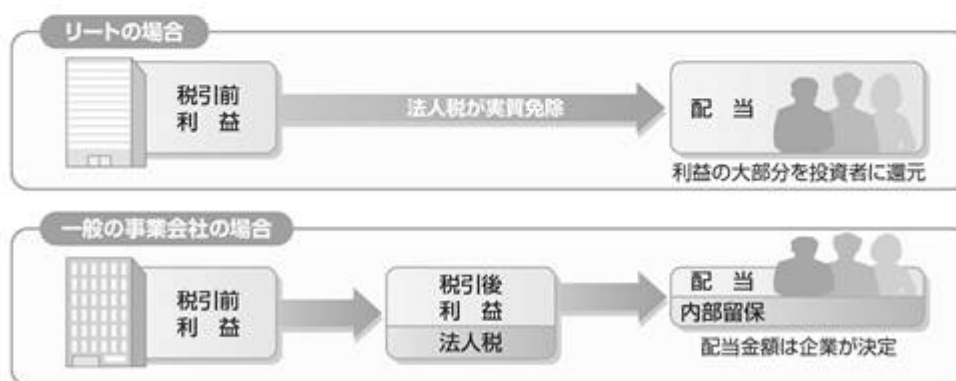 リートの場合
税引前
利 益
法人税が実質免除
配 当
利益の大部分を投資者に還元
一般の事業会社の場合
税引前
利 益
税引後
利 益
法人税
配 当
内部留保
配当金額は企業が決定